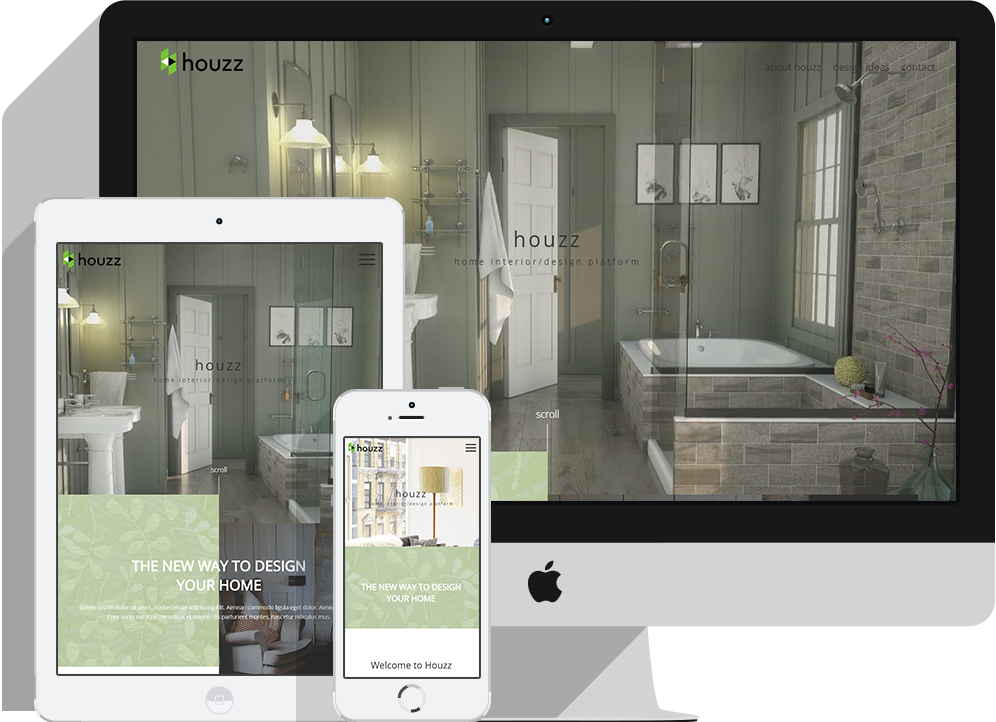 houzz
about houzz design ideas contact
houzz
home interior/design platform
scroll
houzz
houzz
home interior/design platform
scroll
THE NEW WAY TO DESIGN
YOUR HOME
Lorem ipsum dolor sit amet, consectetuer adipiscing elit. Aenean commodo ligula eget dolor. Aenean
Cum sociis natoque penatibus et magnis dis parturient montes, nascetur ridiculus mus.
houzz
houzz
home interior/design platform
THE NEW WAY TO DESIGN
YOUR HOME
Welcome to Houzz